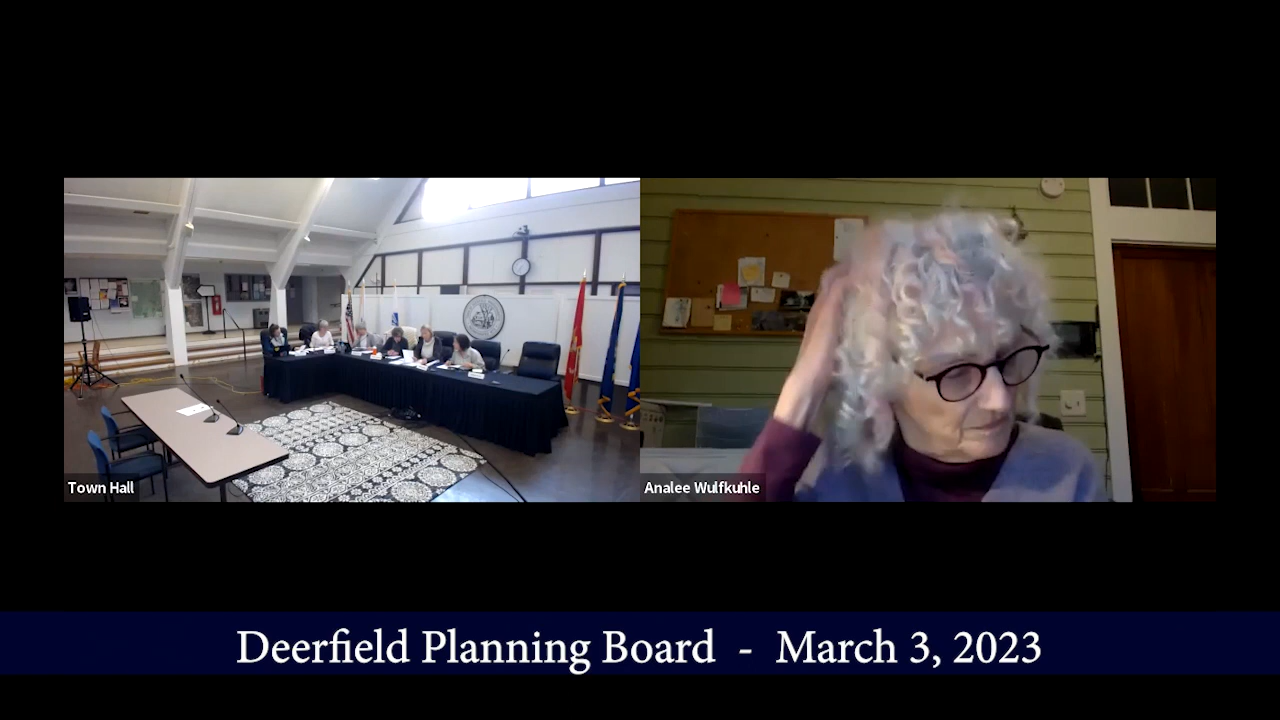 Town Hall
Analee Wulfkuhle
Deerfield Planning Board - March 3, 2023